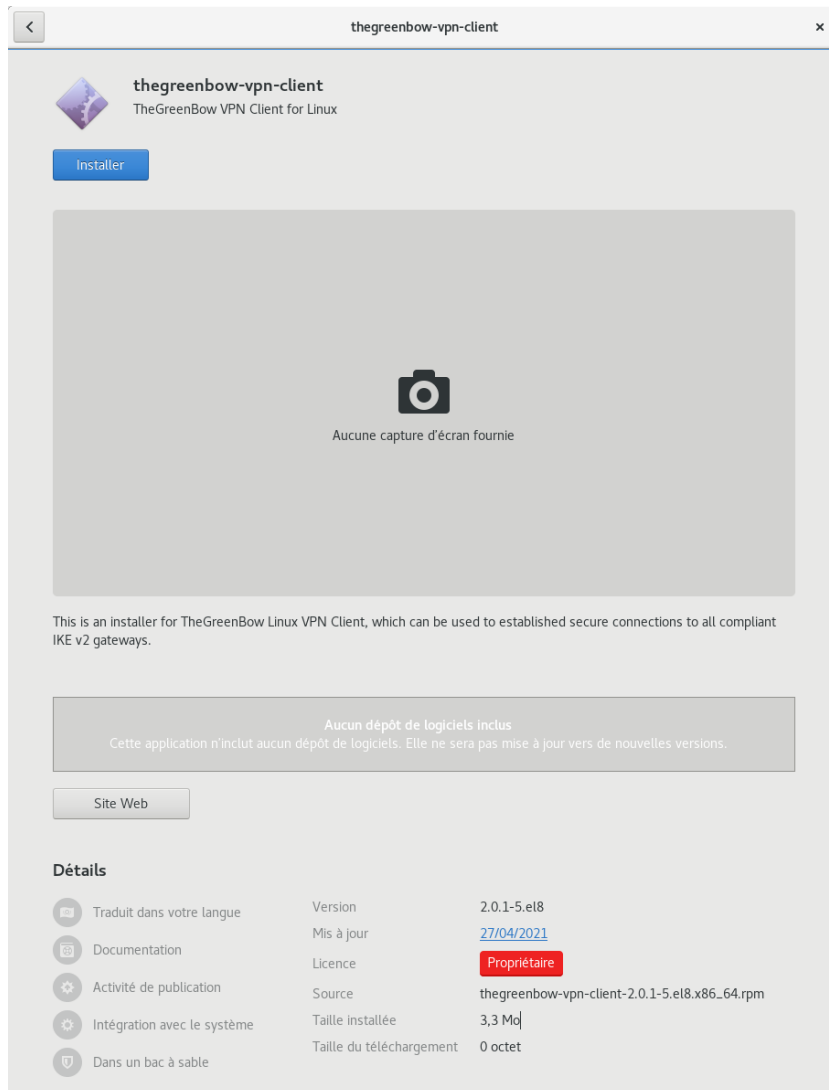 thegreenbow-vpn-client
thegreenbow-vpn-client
TheGreenBow VPN Client for Linux
Installer
Aucune capture d'écran fournie
This is an installer for TheGreenBow Linux VPN Client, which can be used to established secure connections to all compliant
IKE v2 gateways.
Aucun dépôt de logiciels inclus
Cette application n'inclut aucun dépôt de logiciels. Elle ne sera pas mise à jour vers de nouvelles versions.
Site Web
Détails
Traduit dans votre langue
Documentation
Activité de publication
Intégration avec le système
Dans un bac à sable
Version 2.0.1-5.el8
Mis à jour 27/04/2021
Licence Propriétaire
Source thegreenbow-vpn-client-2.0.1-5.el8.x86_64.rpm
Taille installée 3,3 Mo
Taille du téléchargement 0 octet